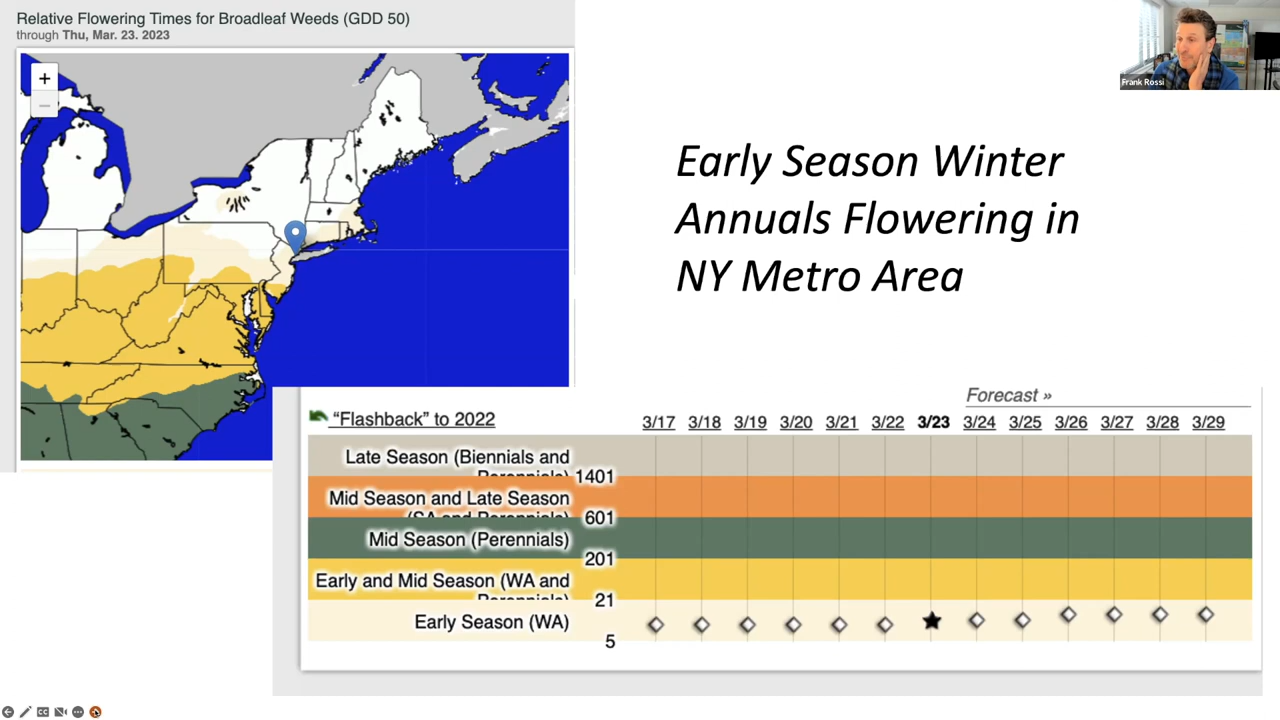 Relative Flowering Times for Broadleaf Weeds (GDD 50)
through Thu, Mar. 23. 2023
+
−
Frank Rossi
Early Season Winter
Annuals Flowering in
NY Metro Area
Forecast »
"Flashback" to 2022
3/17 3/18 3/19 3/20 3/21 3/22 3/23 3/24 3/25 3/26 3/27 3/28 3/29
Late Season (Biennials and
Perennials)
1401
Mid Season and Late Season
(SA and Perennials)
601
Mid Season (Perennials)
201
Early and Mid Season (WA and
Perennials)
21
Early Season (WA)
5
CC